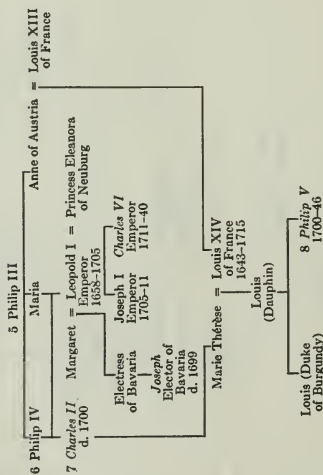 5 Philip III
6 Philip IV
Maria
Anne of Austria = Louis XIII
of France
7 Charles II
d. 1700
Margaret = Leopold I = Princess Eleanora
Emperor
of Neuburg
1658–1705
Electress
of Bavaria
Joseph I
Emperor
1705–11
Charles VI
Emperor
1711–40
Joseph
Elector of
Bavaria
d. 1699
Marie Thérèse = Louis XIV
of France
1643–1715
Louis
(Dauphin)
Louis (Duke
of Burgundy)
8 Philip V
1700–46